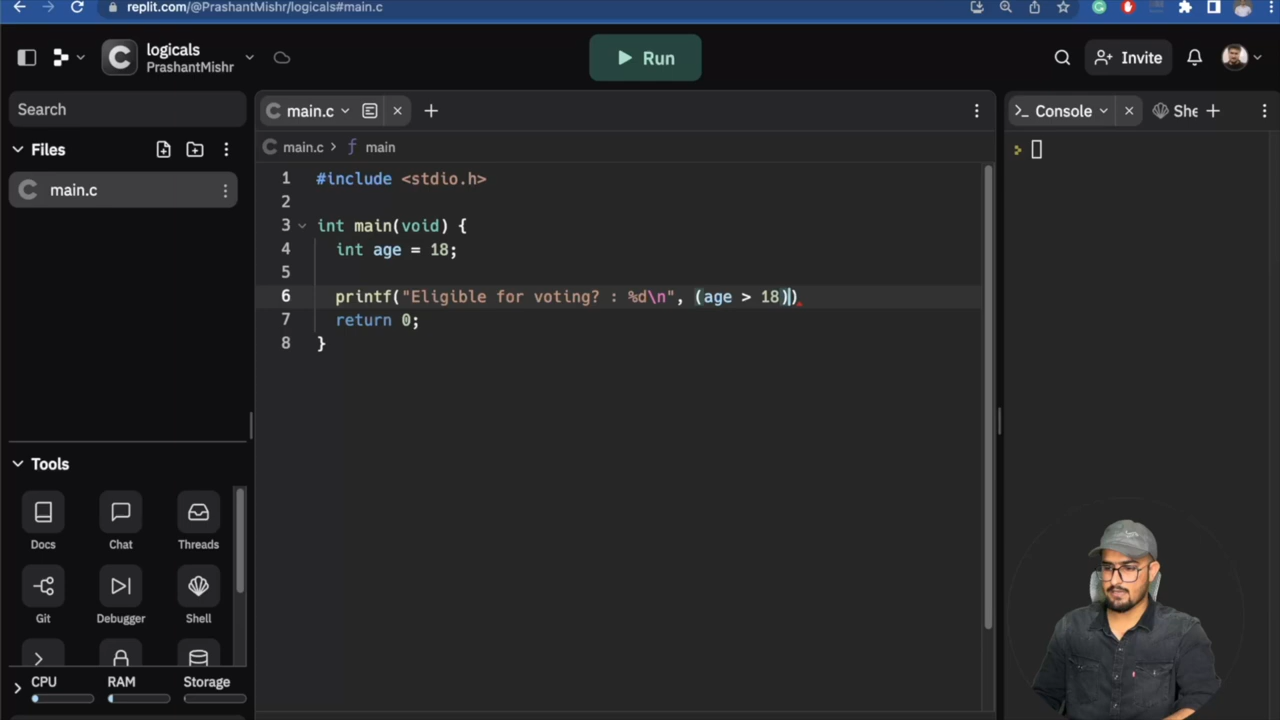 replit.com/@PrashantMishr/logicals#main.c
logicals
PrashantMishr
Run
Invite
Search
Files
main.c
Tools
Docs
Chat
Threads
Git
Debugger
Shell
CPU
RAM
Storage
main.c
main.c > ƒ main
1 #include <stdio.h>
2
3 int main(void) {
4 int age = 18;
5
6 printf("Eligible for voting? : %d\n", (age > 18))
7 return 0;
8 }
>_ Console
She